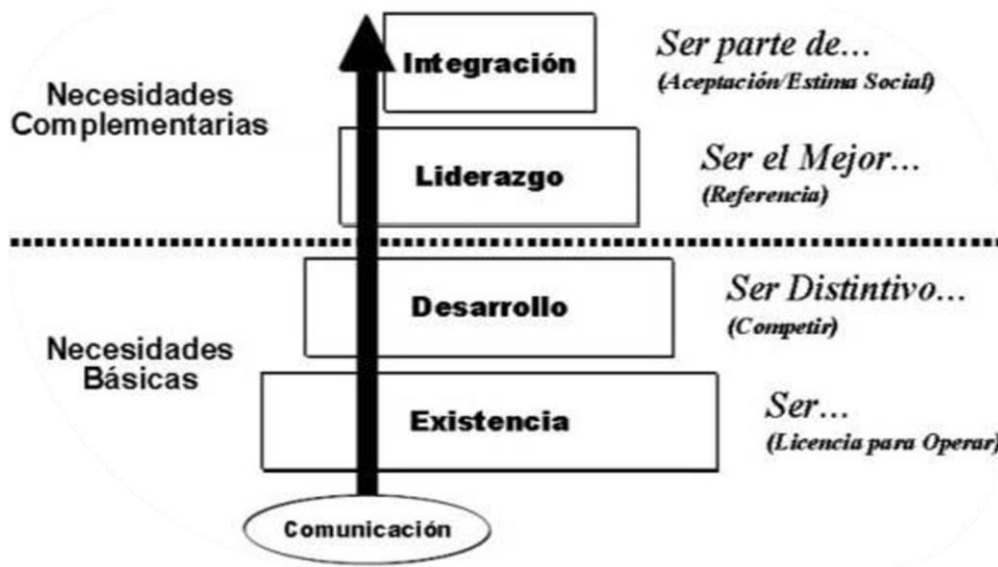 Integración
Ser parte de...
(Aceptación/Estima Social)
Necesidades
Complementarias
Liderazgo
Ser el Mejor...
(Referencia)
Desarrollo
Ser Distintivo...
(Competir)
Necesidades
Básicas
Existencia
Ser...
(Licencia para Operar)
Comunicación